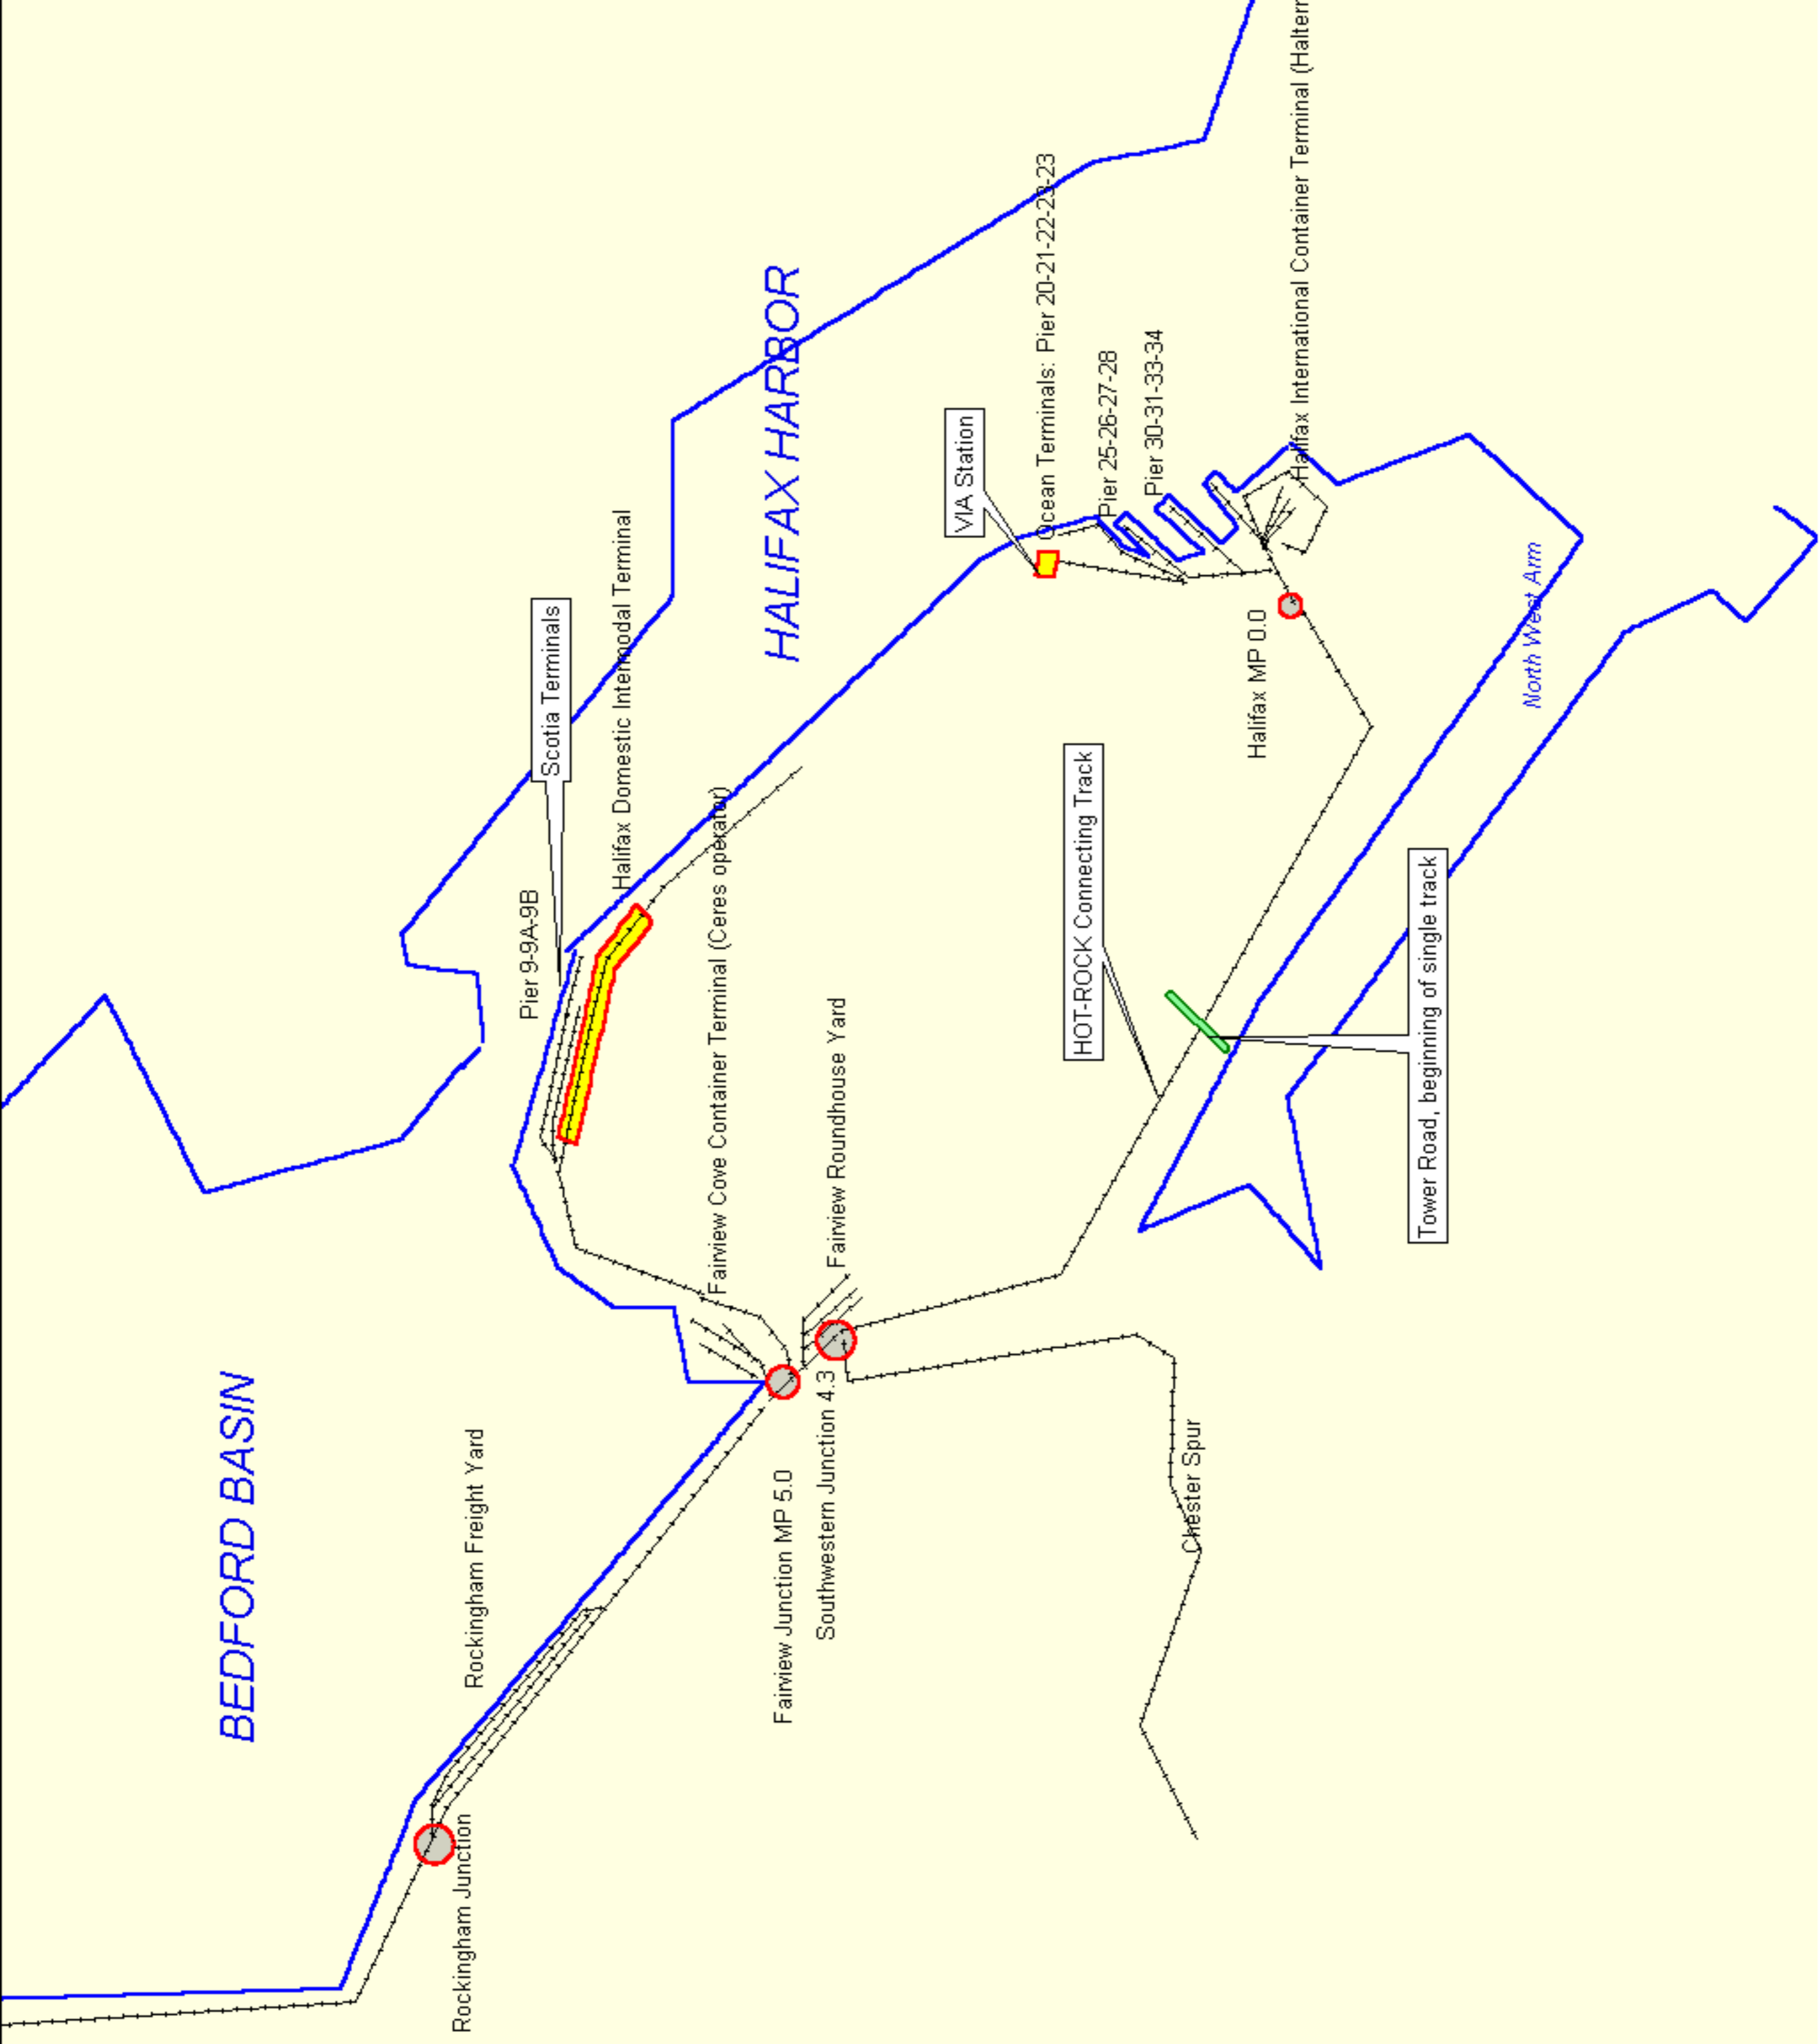 BEDFORD BASIN
HALIFAX HARBOR
Rockingham Junction
Rockingham Freight Yard
Pier 9-9A-9B
Scotia Terminals
Halifax Domestic Intermodal Terminal
Fairview Cove Container Terminal (Ceres operator)
Fairview Junction MP 5.0
Southwestern Junction 4.3
Fairview Roundhouse Yard
VIA Station
Ocean Terminals: Pier 20-21-22-23-23
Pier 25-26-27-28
Pier 30-31-33-34
HOT-ROCK Connecting Track
Chester Spur
Halifax MP 0.0
Halifax International Container Terminal (Halterm
Tower Road, beginning of single track
North West Arm